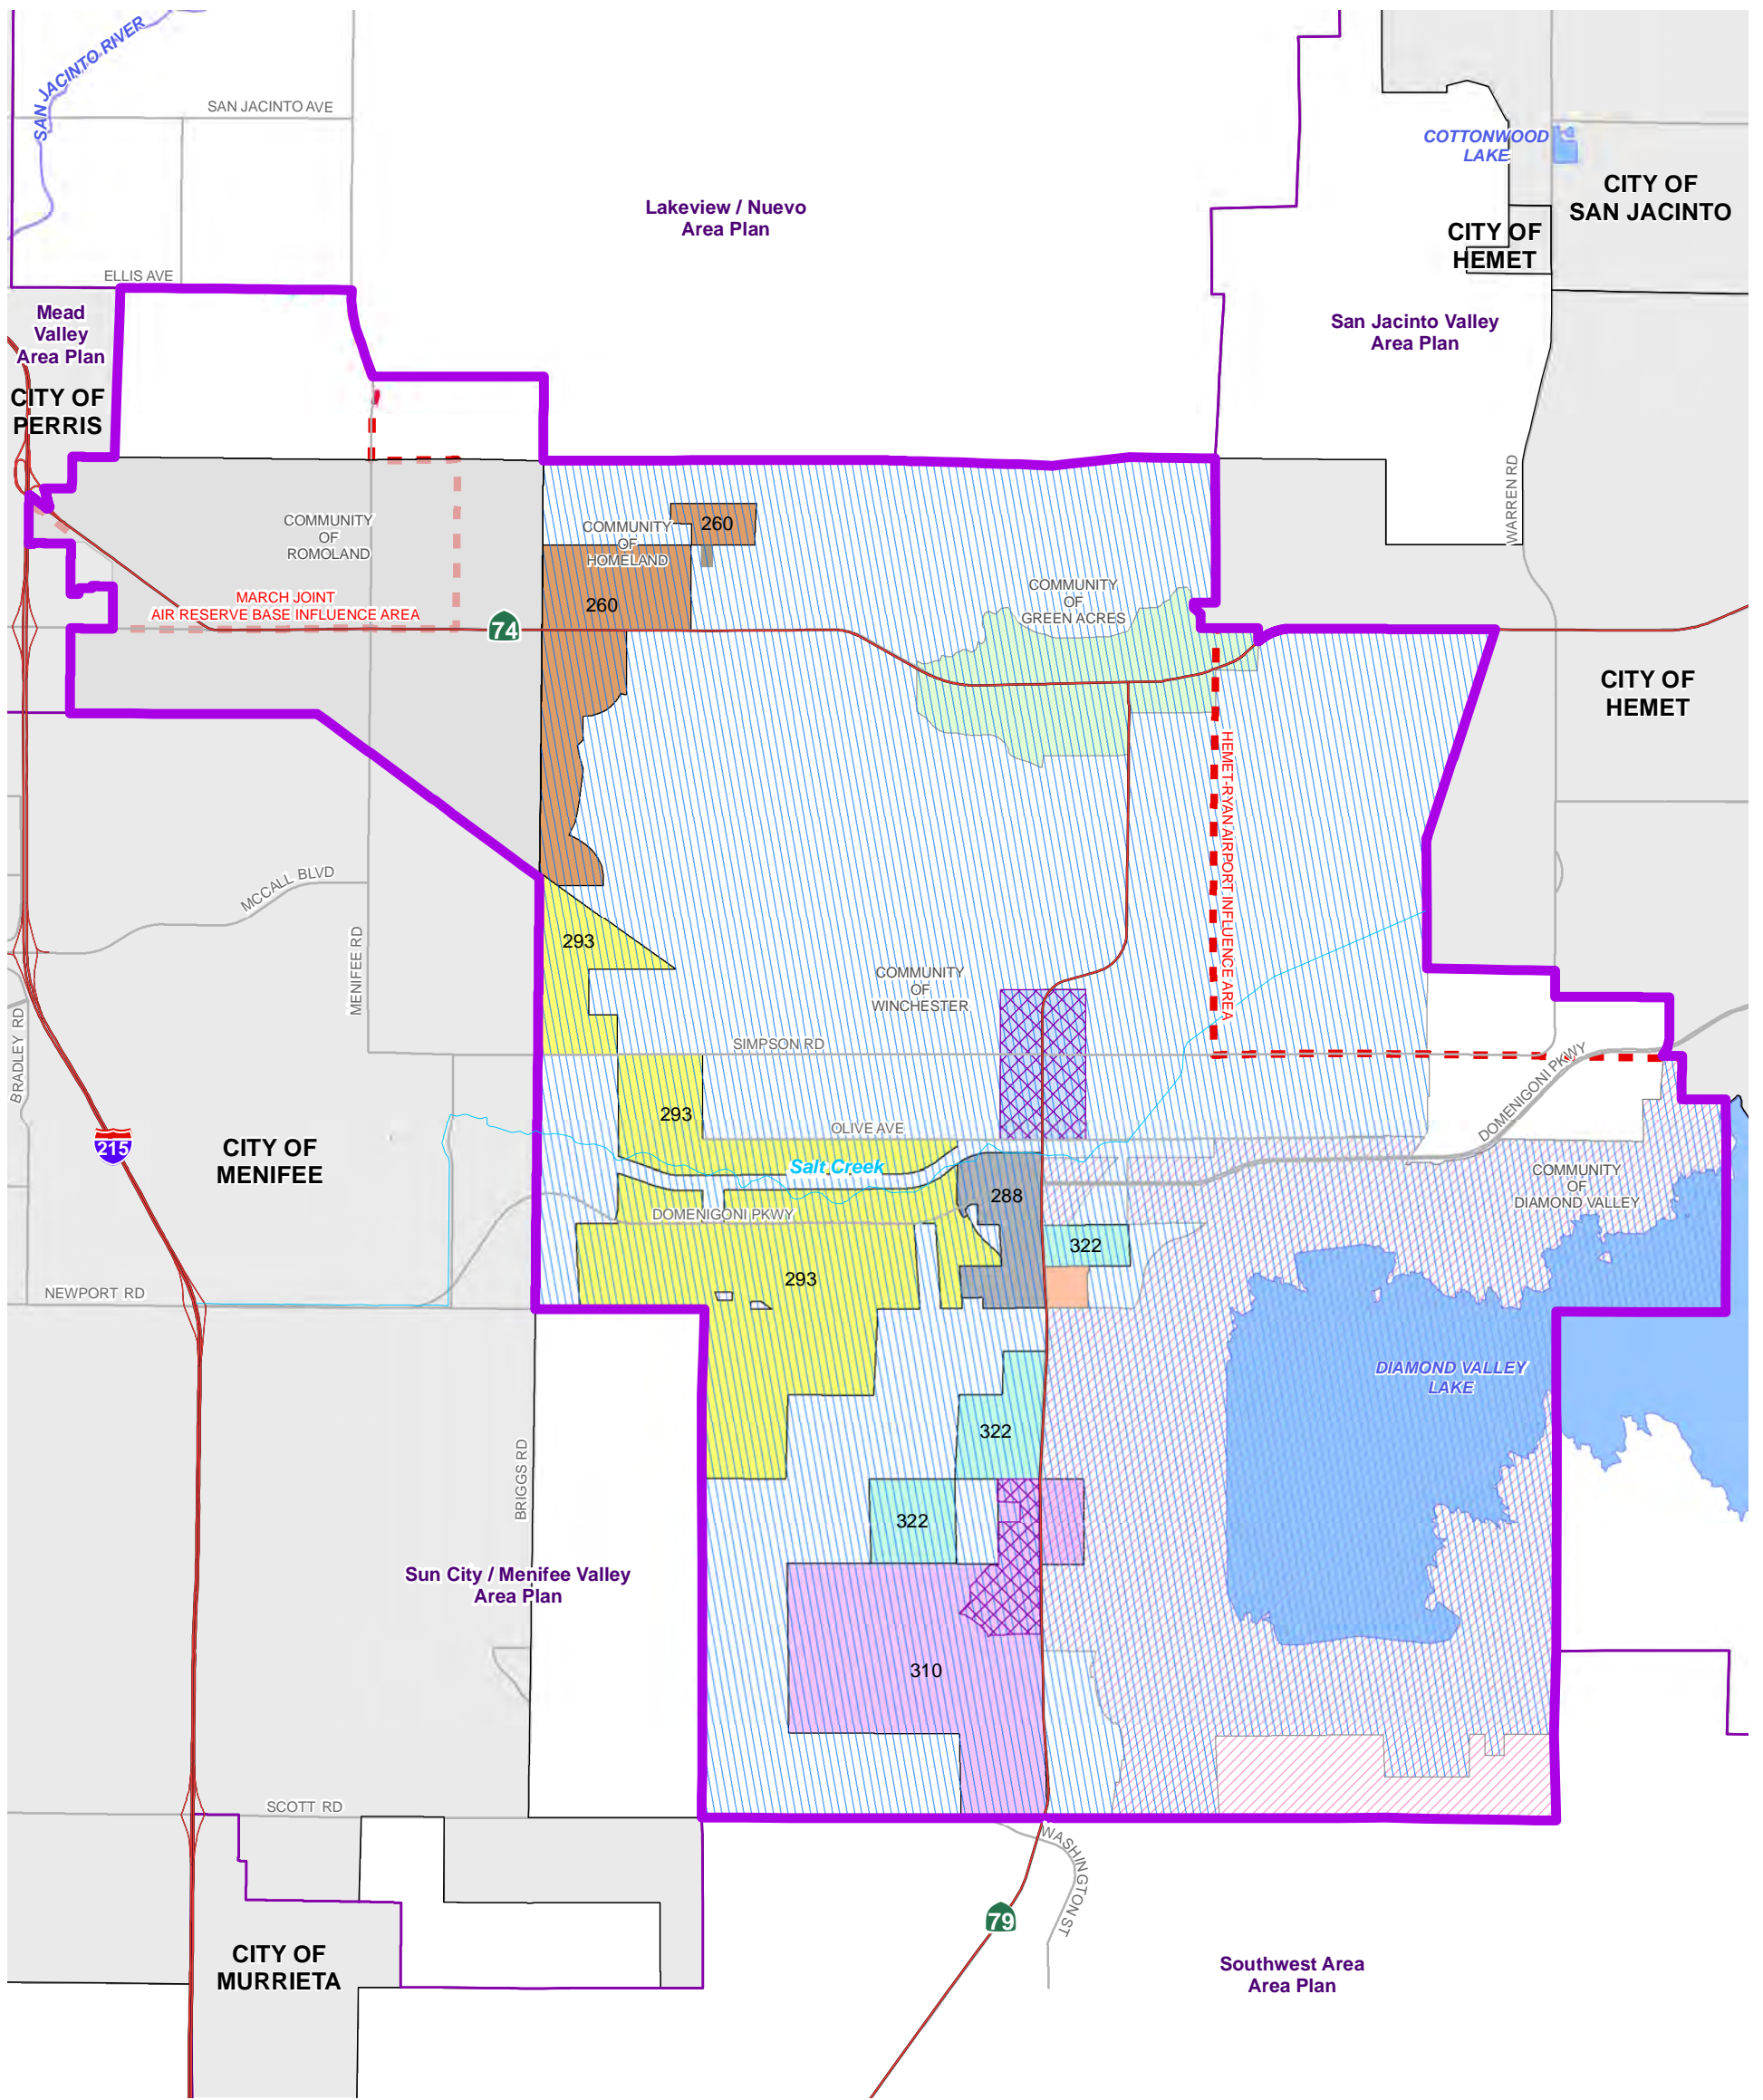 SAN JACINTO RIVER
SAN JACINTO AVE
COTTONWOOD
LAKE
CITY OF
SAN JACINTO
Lakeview / Nuevo
Area Plan
CITY OF
HEMET
ELLIS AVE
Mead
Valley
Area Plan
San Jacinto Valley
Area Plan
CITY OF
PERRIS
WARREN RD
COMMUNITY
OF
ROMOLAND
COMMUNITY
OF
HOMELAND
260
260
COMMUNITY
OF
GREEN ACRES
MARCH JOINT
AIR RESERVE BASE INFLUENCE AREA
74
CITY OF
HEMET
HEMET-RYAN AIRPORT INFLUENCE AREA
MCCALL BLVD
MENIFEE RD
293
COMMUNITY
OF
WINCHESTER
BRADLEY RD
SIMPSON RD
DOMENIGONI PKWY
293
OLIVE AVE
215
CITY OF
MENIFEE
Salt Creek
COMMUNITY
OF
DIAMOND VALLEY
288
DOMENIGONI PKWY
322
293
NEWPORT RD
DIAMOND VALLEY
LAKE
322
BRIGGS RD
322
Sun City / Menifee Valley
Area Plan
310
SCOTT RD
WASHINGTON ST
79
CITY OF
MURRIETA
Southwest Area
Area Plan